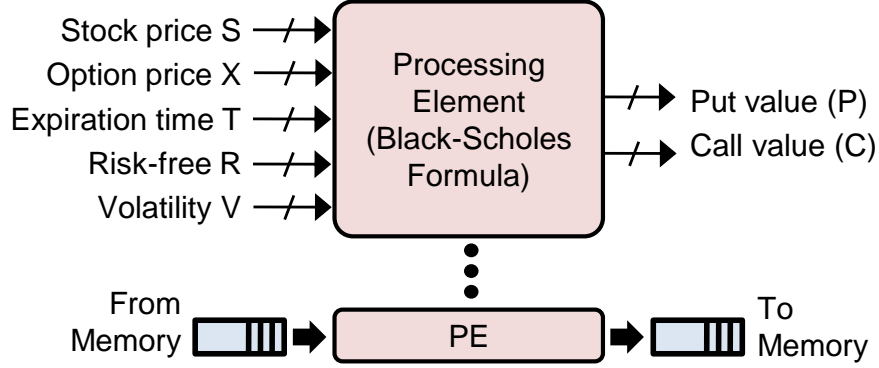 Stock price S
Option price X
Expiration time T
Risk-free R
Volatility V
Processing
Element
(Black-Scholes
Formula)
Put value (P)
Call value (C)
From
Memory
PE
To
Memory